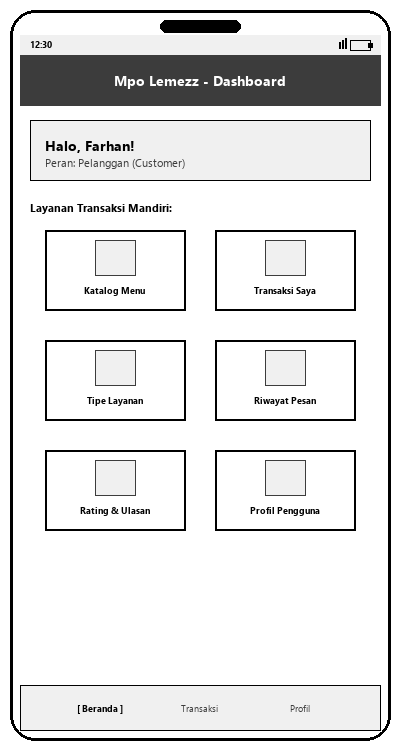 12:30
Mpo Lemezz - Dashboard
Halo, Farhan!
Peran: Pelanggan (Customer)
Layanan Transaksi Mandiri:
Katalog Menu
Transaksi Saya
Tipe Layanan
Riwayat Pesan
Rating & Ulasan
Profil Pengguna
[ Beranda ]
Transaksi
Profil